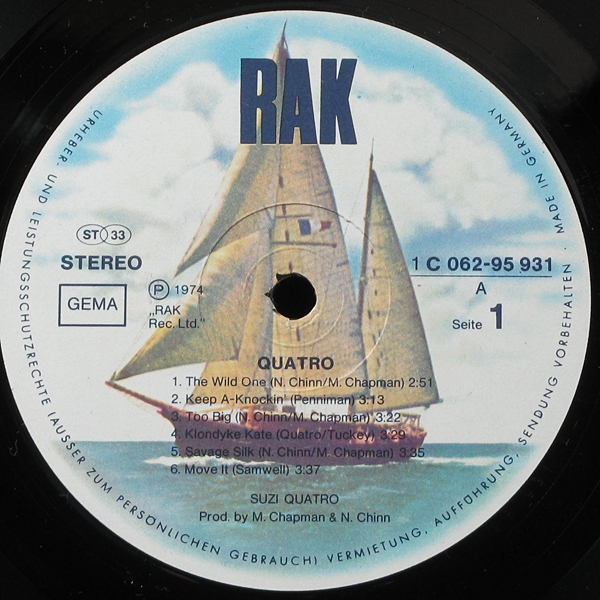 RAK
URHEBER- UND LEISTUNGSSCHUTZRECHTE (AUSSER ZUM PERSÖNLICHEN GEBRAUCH) VERMIETUNG, AUFFÜHRUNG, SENDUNG VORBEHALTEN · MADE IN GERMANY
ST 33
STEREO
GEMA
Ⓟ 1974
„RAK
Rec. Ltd."
1 C 062-95 931
A
Seite 1
QUATRO
1. The Wild One (N. Chinn/M. Chapman) 2:51
2. Keep A-Knockin' (Penniman) 3:13
3. Too Big (N. Chinn/M. Chapman) 3:22
4. Klondyke Kate (Quatro/Tuckey) 3:29
5. Savage Silk (N. Chinn/M. Chapman) 3:35
6. Move It (Samwell) 3:37
SUZI QUATRO
Prod. by M. Chapman & N. Chinn